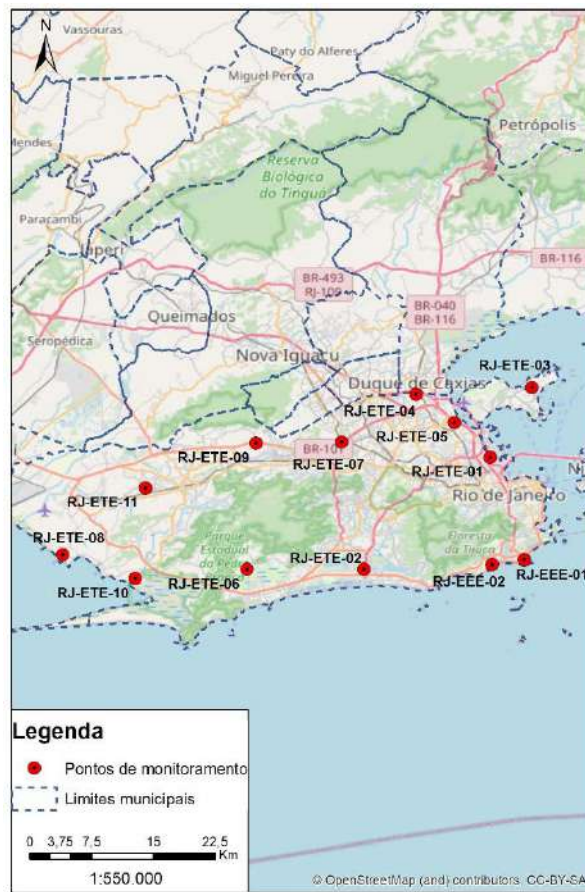 Vassouras
Paty do Alferes
N
Miguel Pereira
Petrópolis
Mendes
Reserva
Biológica
do Tinguá
Paracambi
Japeri
BR-116
BR-493
RJ-109
BR-040
BR-116
Queimados
Seropédica
Nova Iguaçu
RJ-ETE-03
Duque de Caxias
RJ-ETE-04
RJ-ETE-05
RJ-ETE-09
BR-101
RJ-ETE-07
RJ-ETE-01
RJ-ETE-11
Rio de Janeiro
RJ-ETE-08
Parque
Estadual
da Pedra
Floresta
da Tijuca
RJ-ETE-02
RJ-ETE-10
RJ-ETE-06
RJ-EEE-02
RJ-EEE-01
Legenda
Pontos de monitoramento
Limites municipais
0 3,75 7,5 15 22,5
Km
1:550.000
© OpenStreetMap (and) contributors, CC-BY-SA